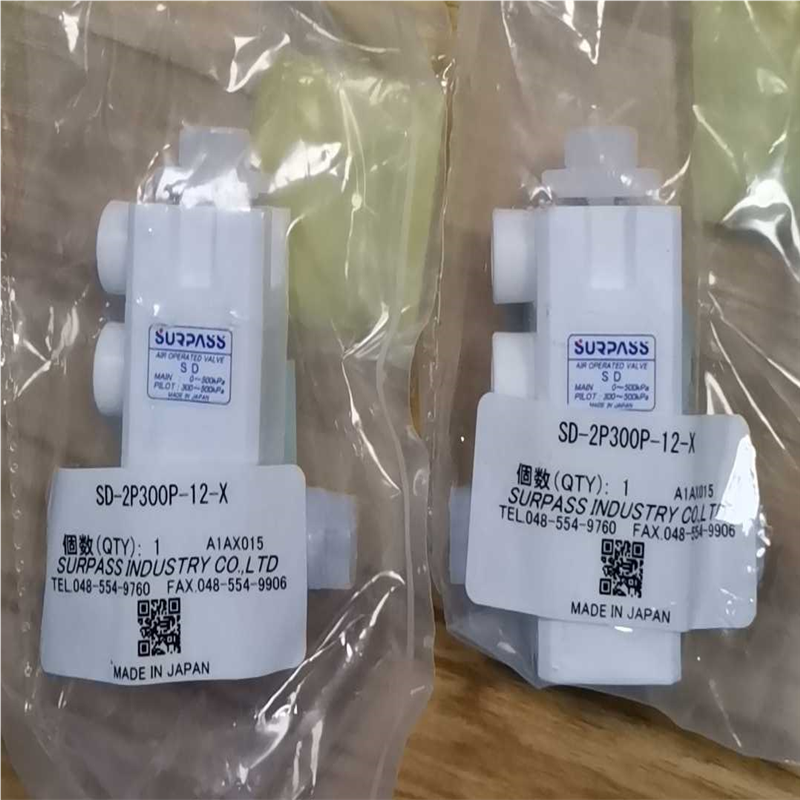 SURPASS
AIR OPERATED VALVE
SD
MAIN 0~500kPa
PILOT : 300~500kPa
MADE IN JAPAN
SD-2P300P-12-X
個数(QTY): 1 A1AX015
SURPASS INDUSTRY CO.,LTD
TEL.048-554-9760 FAX.048-554-9906
MADE IN JAPAN
SURPASS
AIR OPERATED VALVE
SD
MAIN 0~500kPa
PILOT : 300~500kPa
MADE IN JAPAN
SD-2P300P-12-X
個数(QTY): 1 A1AX015
SURPASS INDUSTRY CO.,LTD
TEL.048-554-9760 FAX.048-554-9906
MADE IN JAPAN